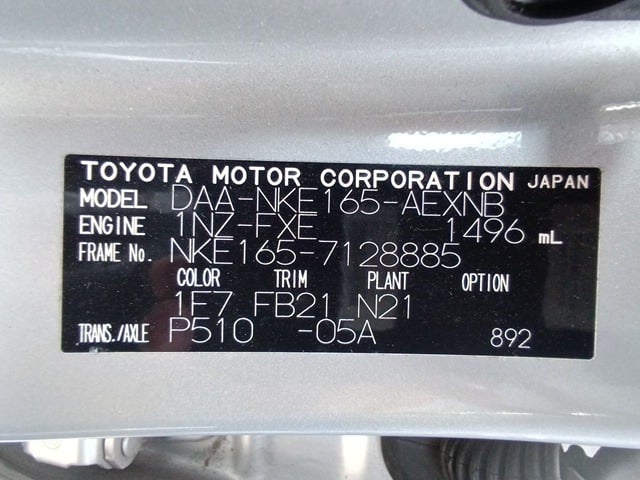 TOYOTA MOTOR CORPORATION JAPAN
MODEL DAA-NKE165-AEXNB
ENGINE 1NZ-FXE 1496 mL
FRAME No. NKE165-7128885
COLOR TRIM PLANT OPTION
1F7 FB21 N21
TRANS./AXLE P510 -05A 892